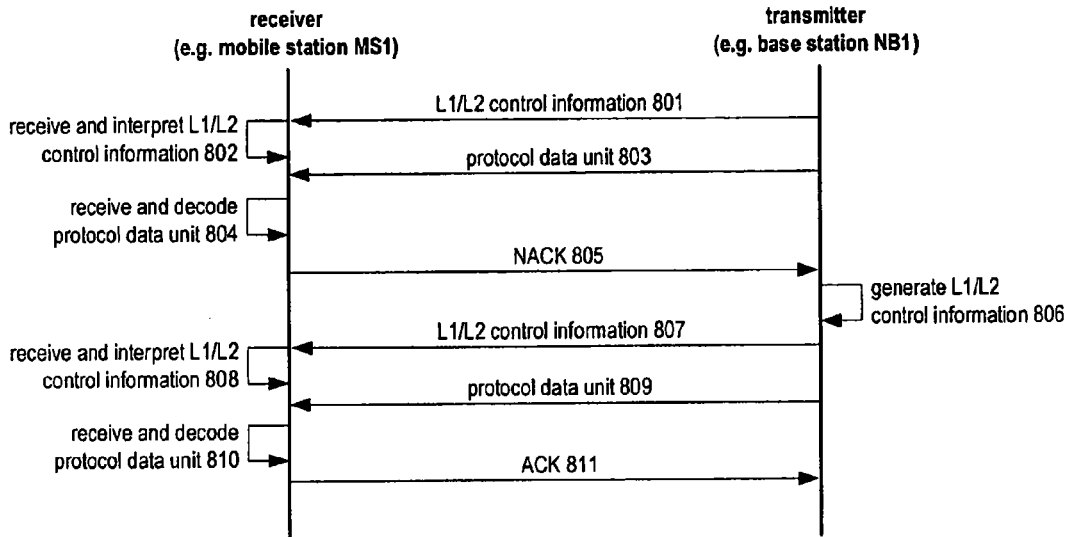 receiver
(e.g. mobile station MS1)
transmitter
(e.g. base station NB1)
L1/L2 control information 801
receive and interpret L1/L2
control information 802
protocol data unit 803
receive and decode
protocol data unit 804
NACK 805
generate L1/L2
control information 806
L1/L2 control information 807
receive and interpret L1/L2
control information 808
protocol data unit 809
receive and decode
protocol data unit 810
ACK 811